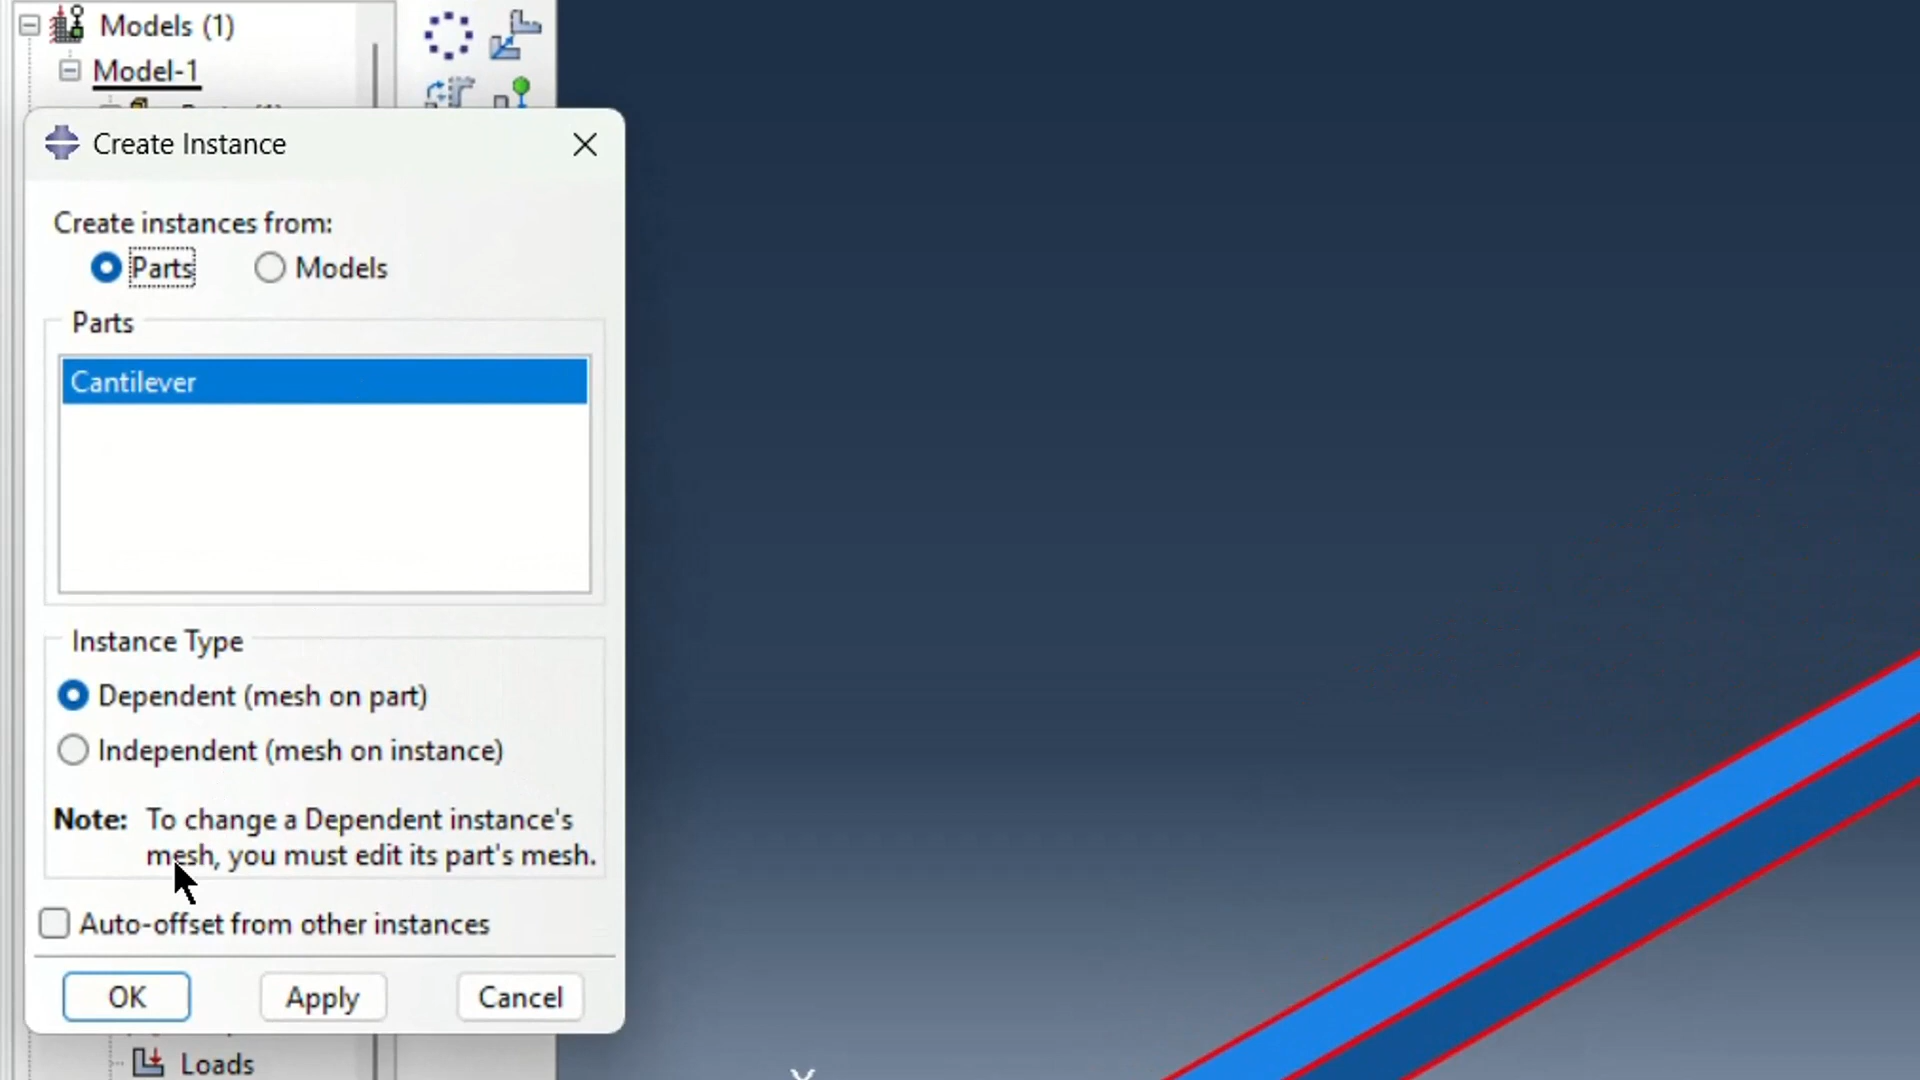 Models (1)
Model-1
Create Instance
Create instances from:
Parts
Models
Parts
Cantilever
Instance Type
Dependent (mesh on part)
Independent (mesh on instance)
Note: To change a Dependent instance's
mesh, you must edit its part's mesh.
Auto-offset from other instances
OK
Apply
Cancel
Loads